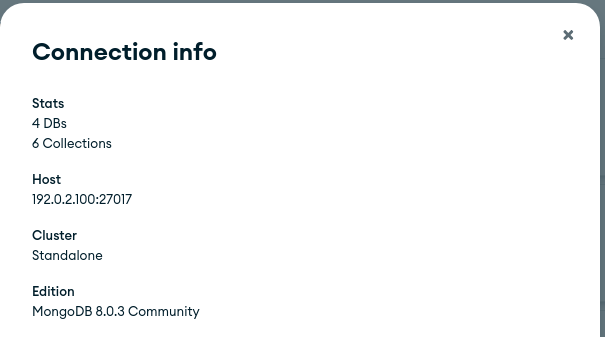 Connection info
Stats
4 DBs
6 Collections
Host
192.0.2.100:27017
Cluster
Standalone
Edition
MongoDB 8.0.3 Community